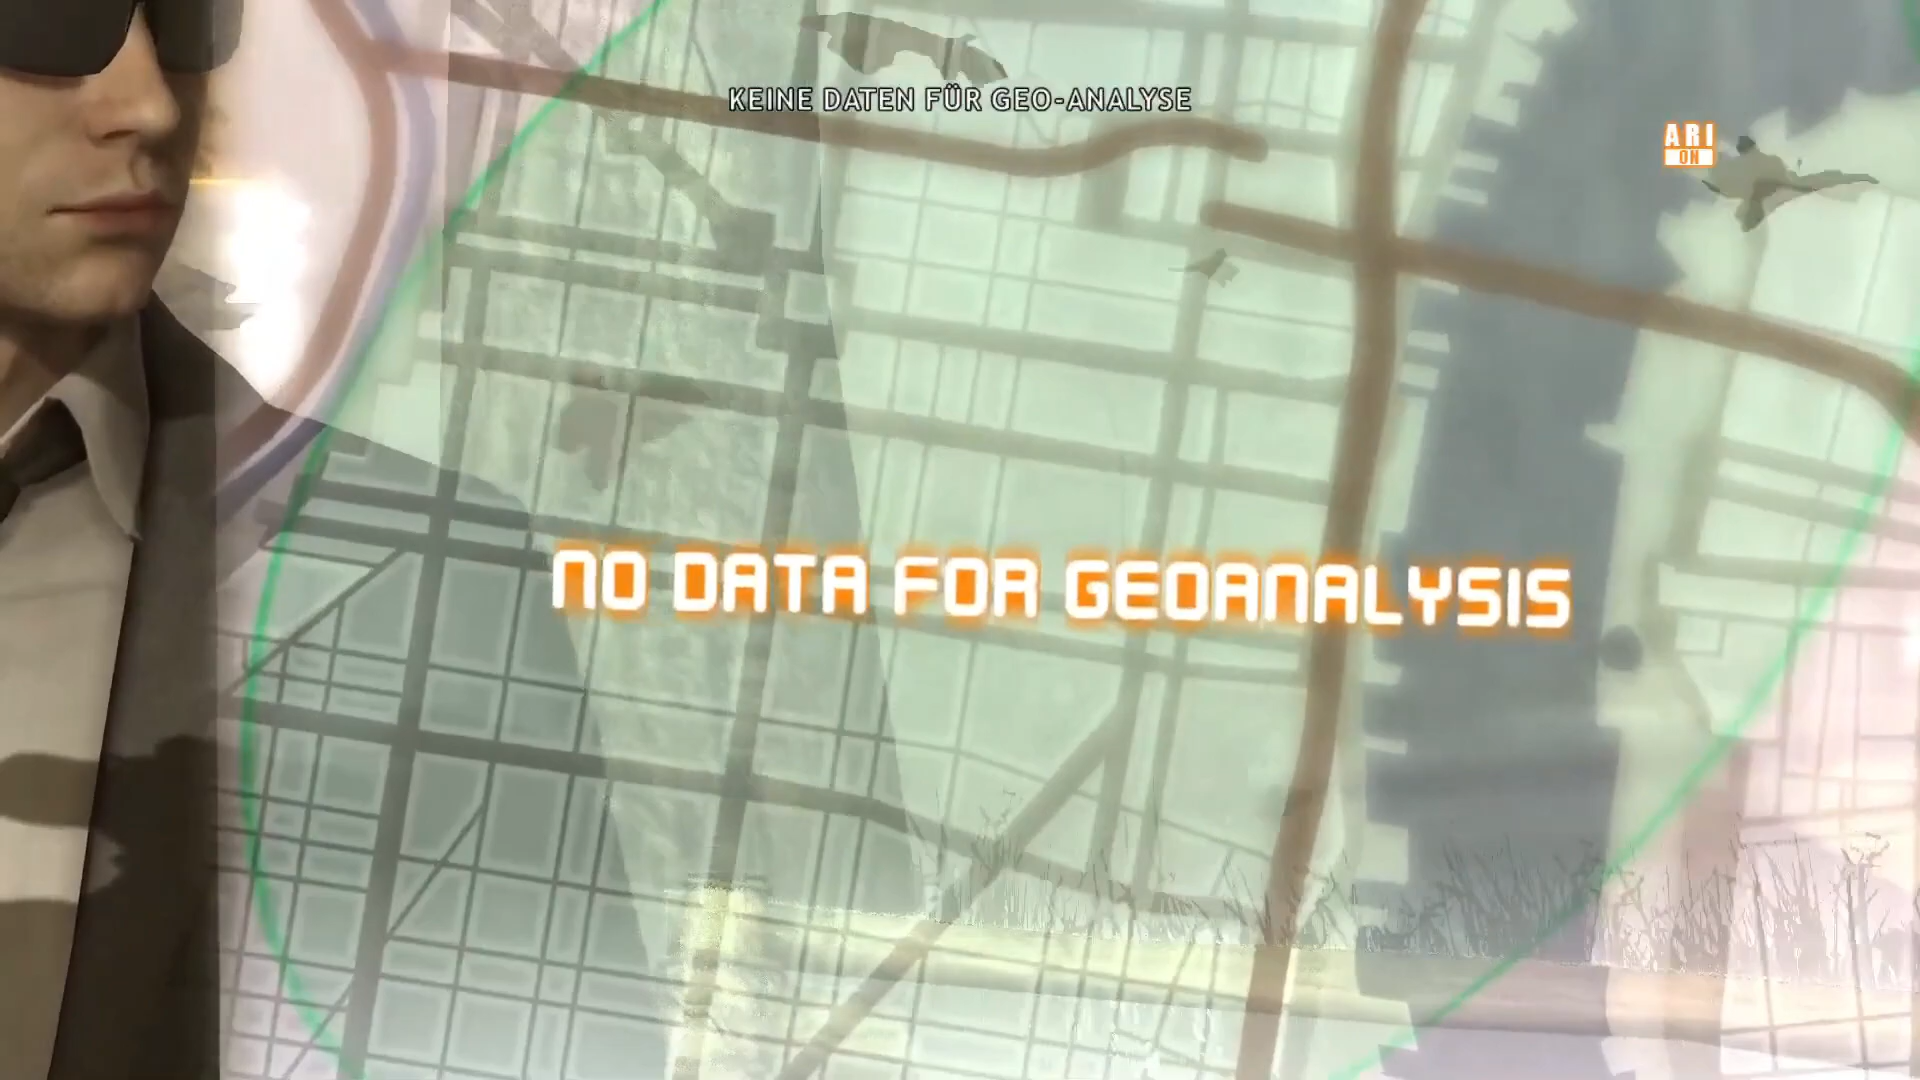 KEINE DATEN FÜR GEO-ANALYSE
ARI
ON
NO DATA FOR GEOANALYSIS